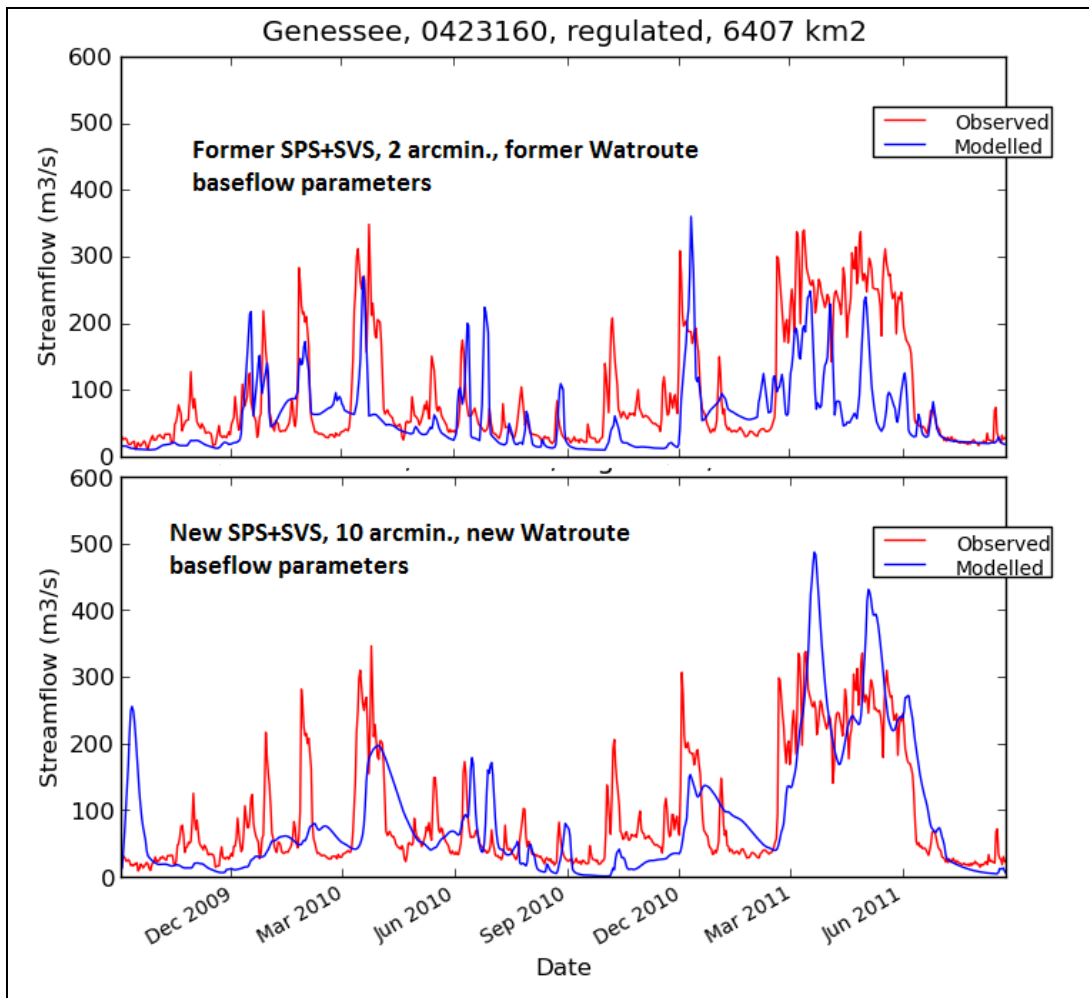 Genessee, 0423160, regulated, 6407 km2
600
500
400
300
200
100
0
Streamflow (m3/s)
Former SPS+SVS, 2 arcmin., former Watroute
baseflow parameters
Observed
Modelled
600
500
400
300
200
100
0
Streamflow (m3/s)
New SPS+SVS, 10 arcmin., new Watroute
baseflow parameters
Observed
Modelled
Dec 2009
Mar 2010
Jun 2010
Sep 2010
Dec 2010
Mar 2011
Jun 2011
Date